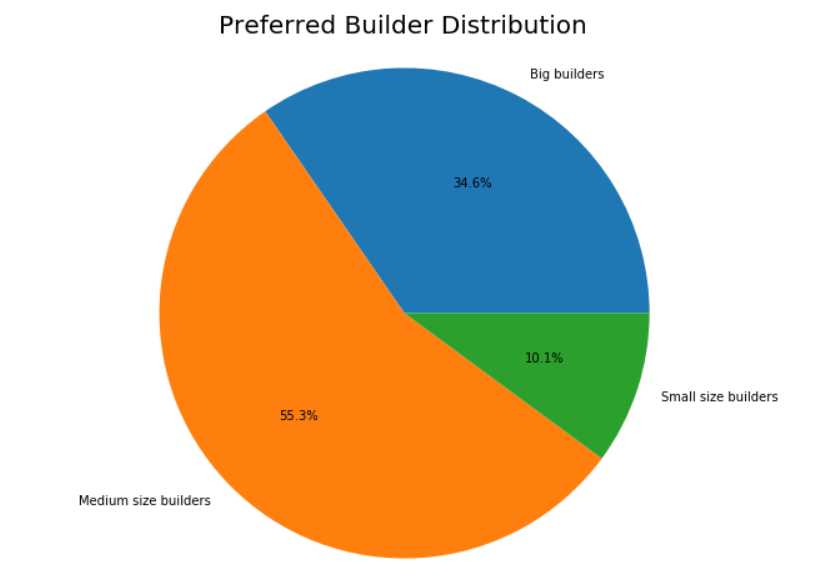 Preferred Builder Distribution
Big builders
34.6%
10.1%
Small size builders
55.3%
Medium size builders